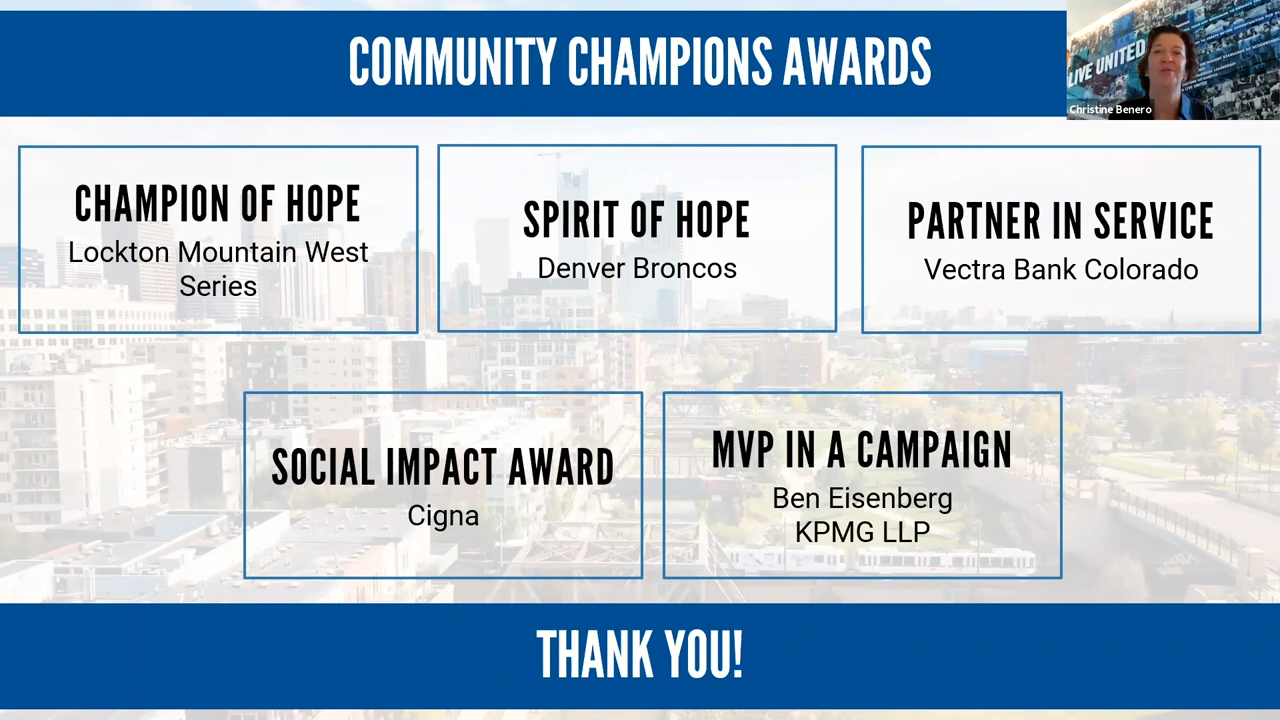 COMMUNITY CHAMPIONS AWARDS
LIVE UNITED
Christine Benero
CHAMPION OF HOPE
Lockton Mountain West
Series
SPIRIT OF HOPE
Denver Broncos
PARTNER IN SERVICE
Vectra Bank Colorado
SOCIAL IMPACT AWARD
Cigna
MVP IN A CAMPAIGN
Ben Eisenberg
KPMG LLP
THANK YOU!